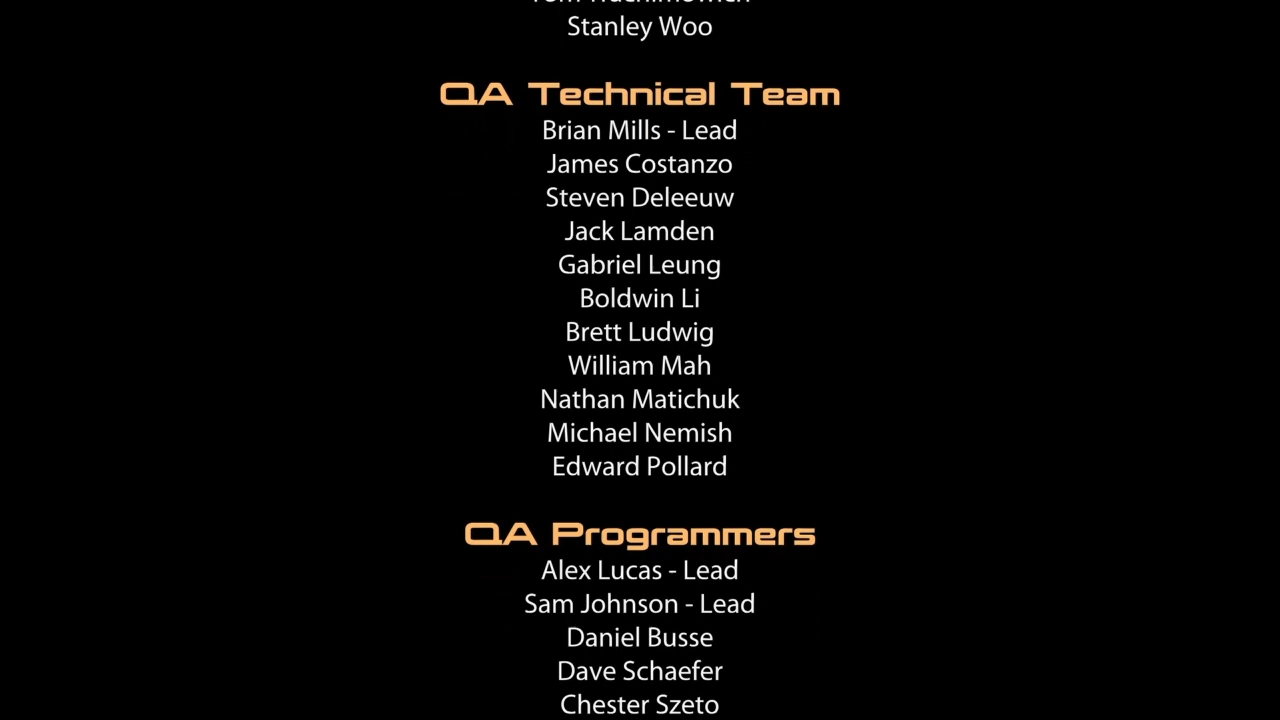 Stanley Woo
QA Technical Team
Brian Mills - Lead
James Costanzo
Steven Deleeuw
Jack Lamden
Gabriel Leung
Boldwin Li
Brett Ludwig
William Mah
Nathan Matichuk
Michael Nemish
Edward Pollard
QA Programmers
Alex Lucas - Lead
Sam Johnson - Lead
Daniel Busse
Dave Schaefer
Chester Szeto